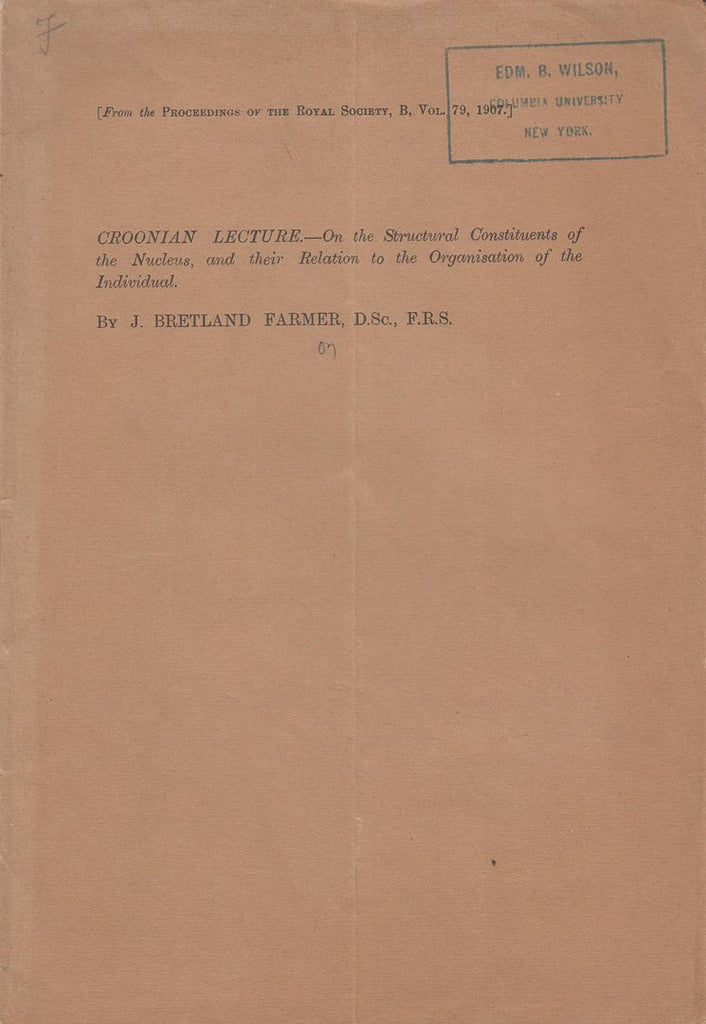 F
EDM. B. WILSON,
COLUMBIA UNIVERSITY
NEW YORK.
[From the PROCEEDINGS OF THE ROYAL SOCIETY, B, VOL. 79, 1907.]
CROONIAN LECTURE.—On the Structural Constituents of
the Nucleus, and their Relation to the Organisation of the
Individual.
BY J. BRETLAND FARMER, D.Sc., F.R.S.
07